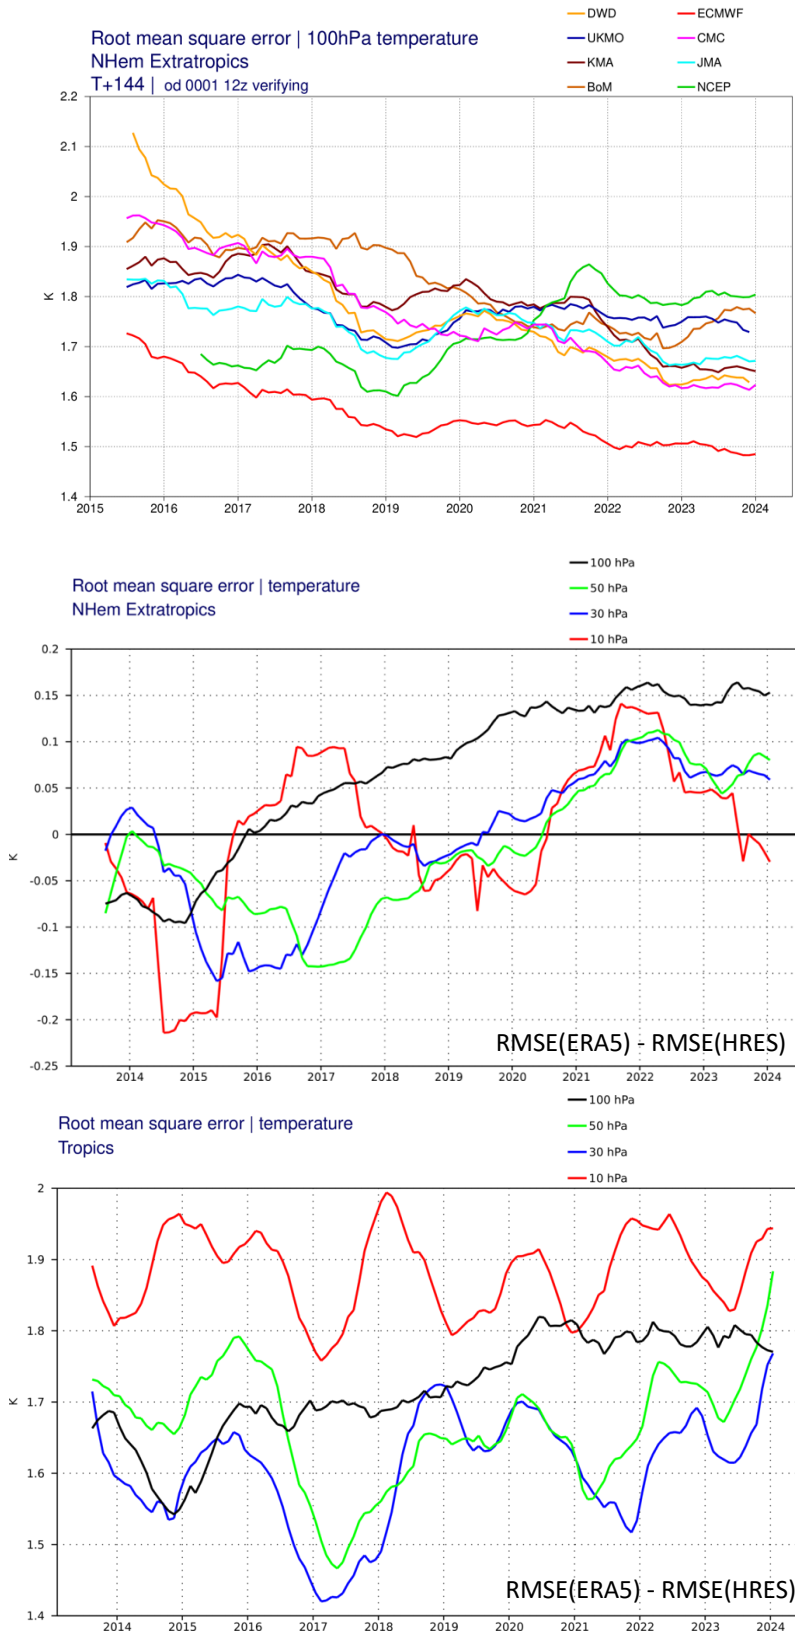 DWD
ECMWF
UKMO
CMC
KMA
JMA
BoM
NCEP
Root mean square error | 100hPa temperature
NHem Extratropics
T+144 | od 0001 12z verifying
2.2
2.1
2
1.9
1.8
1.7
1.6
1.5
1.4
K
2015 2016 2017 2018 2019 2020 2021 2022 2023 2024
100 hPa
50 hPa
30 hPa
10 hPa
Root mean square error | temperature
NHem Extratropics
0.2
0.15
0.1
0.05
0
-0.05
-0.1
-0.15
-0.2
-0.25
K
RMSE(ERA5) - RMSE(HRES)
2014 2015 2016 2017 2018 2019 2020 2021 2022 2023 2024
100 hPa
50 hPa
30 hPa
10 hPa
Root mean square error | temperature
Tropics
2
1.9
1.8
1.7
1.6
1.5
1.4
K
RMSE(ERA5) - RMSE(HRES)
2014 2015 2016 2017 2018 2019 2020 2021 2022 2023 2024